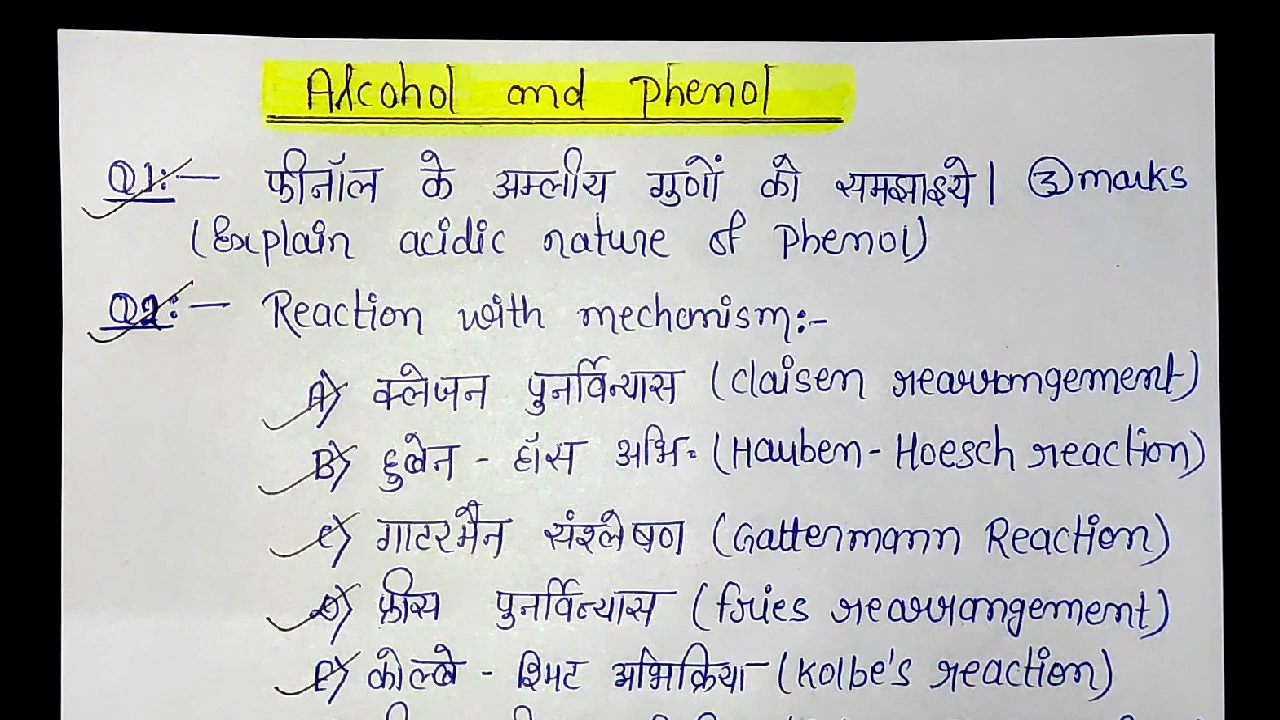 Alcohol and phenol
Q1:- फीनॉल के अम्लीय गुणों को समझाइये। ③ marks
(Explain acidic nature of Phenol)
Q2:- Reaction with mechanism:-
A) क्लेजन पुनर्विन्यास (Claisen rearrangement)
B) हुबेन - हॉस अभि॰ (Hauben - Hoesch reaction)
C) गाटरमैन संश्लेषण (Gattermann Reaction)
D) फ्रीस पुनर्विन्यास (fries rearrangement)
E) कोल्बे - श्मिट अभिक्रिया (Kolbe's reaction)